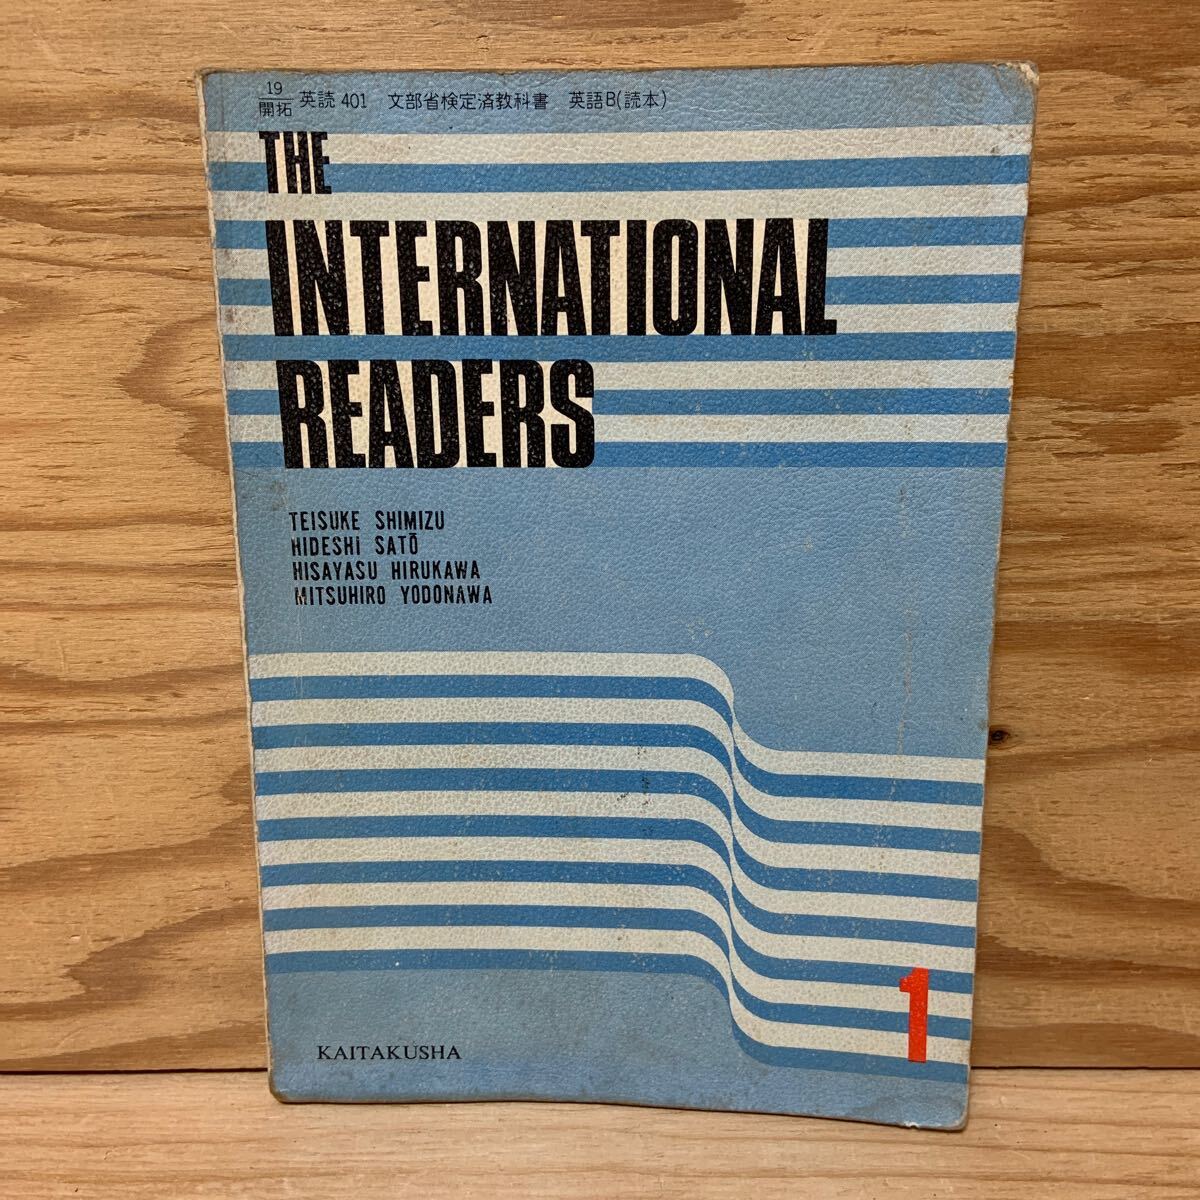 19
開拓 英読 401 文部省検定済教科書 英語B(読本)
THE
INTERNATIONAL
READERS
TEISUKE SHIMIZU
HIDESHI SATŌ
HISAYASU HIRUKAWA
MITSUHIRO YODONAWA
1
KAITAKUSHA